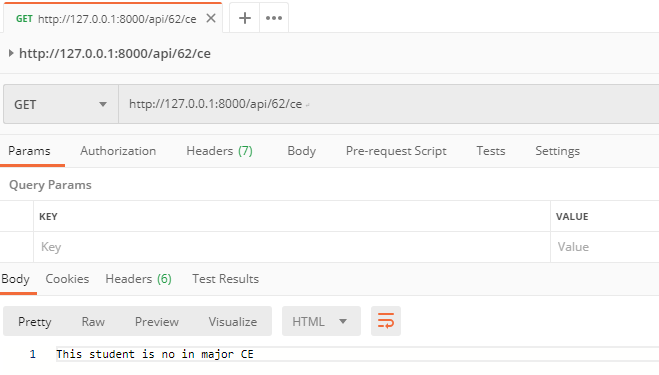 GET http://127.0.0.1:8000/api/62/ce
http://127.0.0.1:8000/api/62/ce
GET http://127.0.0.1:8000/api/62/ce
Params Authorization Headers (7) Body Pre-request Script Tests Settings
Query Params
KEY VALUE
Key Value
Body Cookies Headers (6) Test Results
Pretty Raw Preview Visualize HTML
1 This student is no in major CE